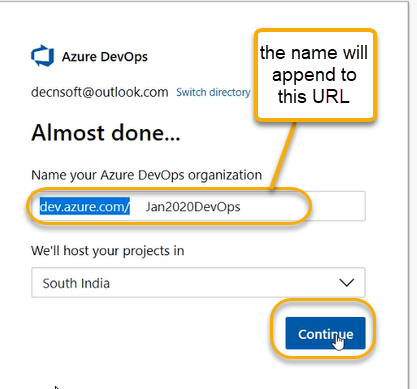 Azure DevOps
decnsoft@outlook.com Switch directory
the name will
append to
this URL
Almost done...
Name your Azure DevOps organization
dev.azure.com/ Jan2020DevOps
We'll host your projects in
South India
Continue